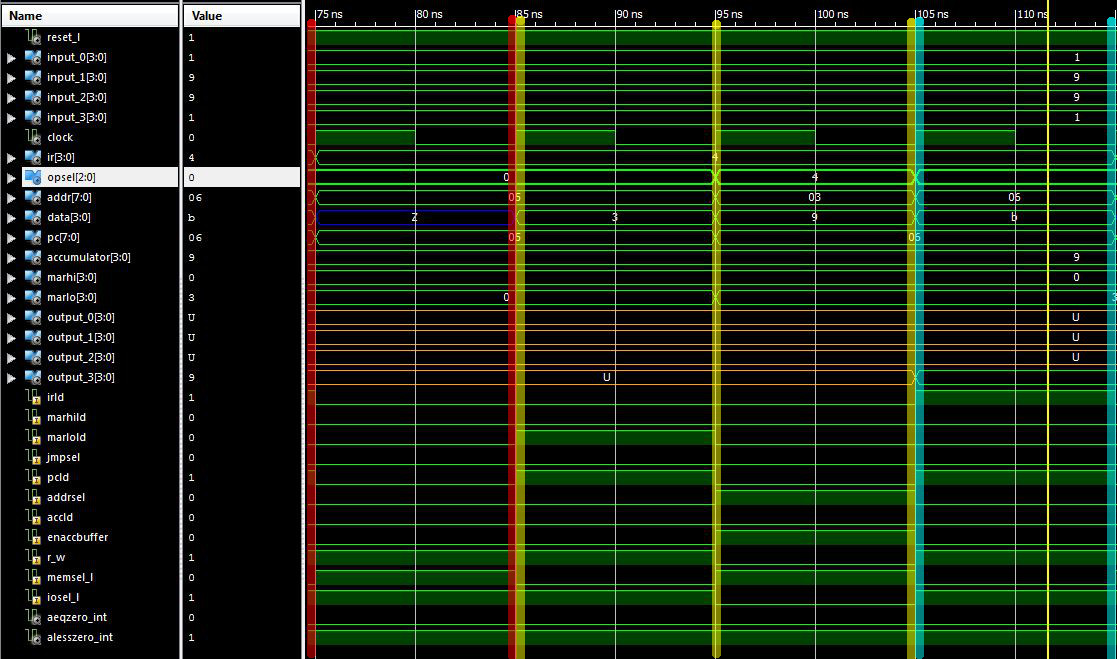 Name Value 75 ns 80 ns 85 ns 90 ns 95 ns 100 ns 105 ns 110 ns
reset_l 1
input_0[3:0] 1 1
input_1[3:0] 9 9
input_2[3:0] 9 9
input_3[3:0] 1 1
clock 0
ir[3:0] 4 4
opsel[2:0] 0 0 4
addr[7:0] 06 05 03 05
data[3:0] b Z 3 9 b
pc[7:0] 06 05 06
accumulator[3:0] 9 9
marhi[3:0] 0 0
marlo[3:0] 3 0 3
output_0[3:0] U U
output_1[3:0] U U
output_2[3:0] U U
output_3[3:0] 9 U
irld 1
marhild 0
marlold 0
jmpsel 0
pcld 1
addrsel 0
accld 0
enaccbuffer 0
r_w 1
memsel_l 0
iosel_l 1
aeqzero_int 0
alesszero_int 1